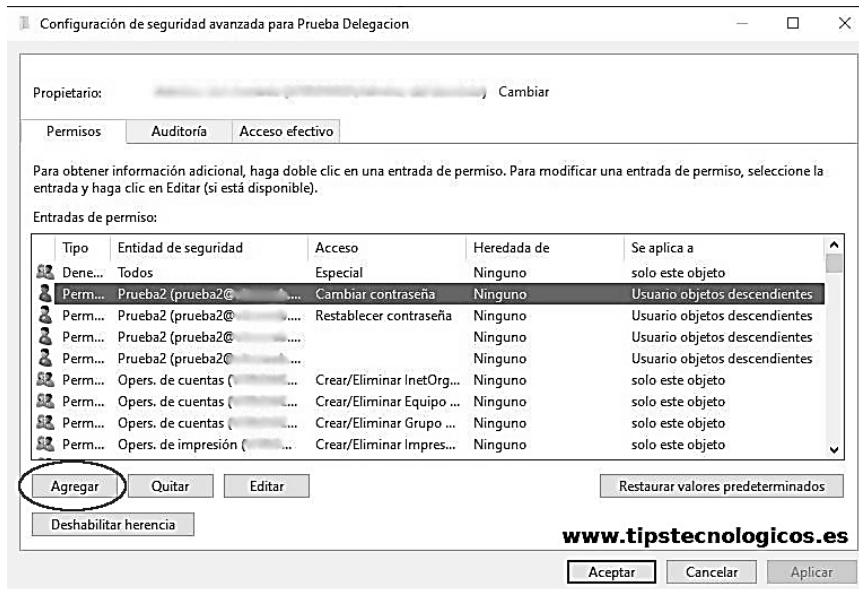 Configuración de seguridad avanzada para Prueba Delegacion
Propietario: Cambiar
Permisos Auditoría Acceso efectivo
Para obtener información adicional, haga doble clic en una entrada de permiso. Para modificar una entrada de permiso, seleccione la
entrada y haga clic en Editar (si está disponible).
Entradas de permiso:
Tipo Entidad de seguridad Acceso Heredada de Se aplica a
Dene... Todos Especial Ninguno solo este objeto
Perm... Prueba2 (prueba2@ .... Cambiar contraseña Ninguno Usuario objetos descendientes
Perm... Prueba2 (prueba2@ .... Restablecer contraseña Ninguno Usuario objetos descendientes
Perm... Prueba2 (prueba2@ .... Ninguno Usuario objetos descendientes
Perm... Prueba2 (prueba2@ .... Ninguno Usuario objetos descendientes
Perm... Opers. de cuentas ( ... Crear/Eliminar InetOrg... Ninguno solo este objeto
Perm... Opers. de cuentas ( ... Crear/Eliminar Equipo ... Ninguno solo este objeto
Perm... Opers. de cuentas ( ... Crear/Eliminar Grupo ... Ninguno solo este objeto
Perm... Opers. de impresión ( ... Crear/Eliminar Impres... Ninguno solo este objeto
Agregar Quitar Editar Restaurar valores predeterminados
Deshabilitar herencia
www.tipstecnologicos.es
Aceptar Cancelar Aplicar